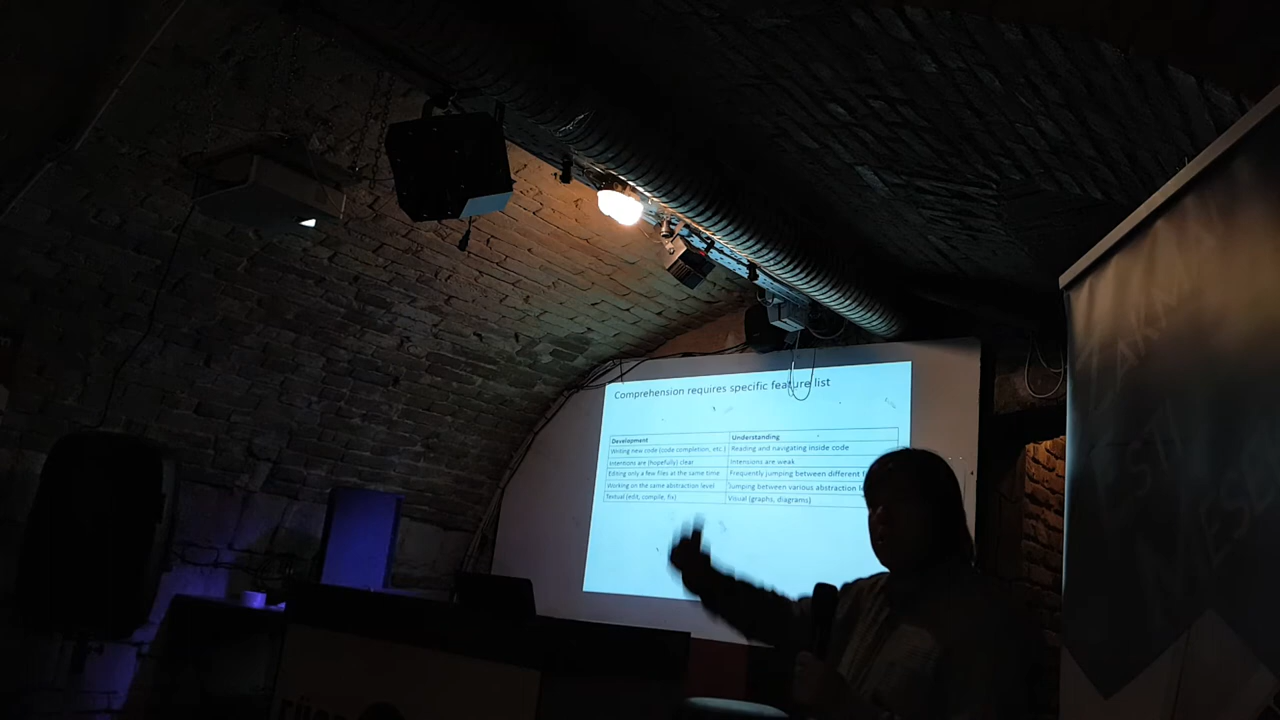 Comprehension requires specific feature list
Development Understanding
Writing new code (code completion, etc.) Reading and navigating inside code
Intentions are (hopefully) clear Intensions are weak
Editing only a few files at the same time Frequently jumping between different f
Working on the same abstraction level Jumping between various abstraction le
Textual (edit, compile, fix) Visual (graphs, diagrams)